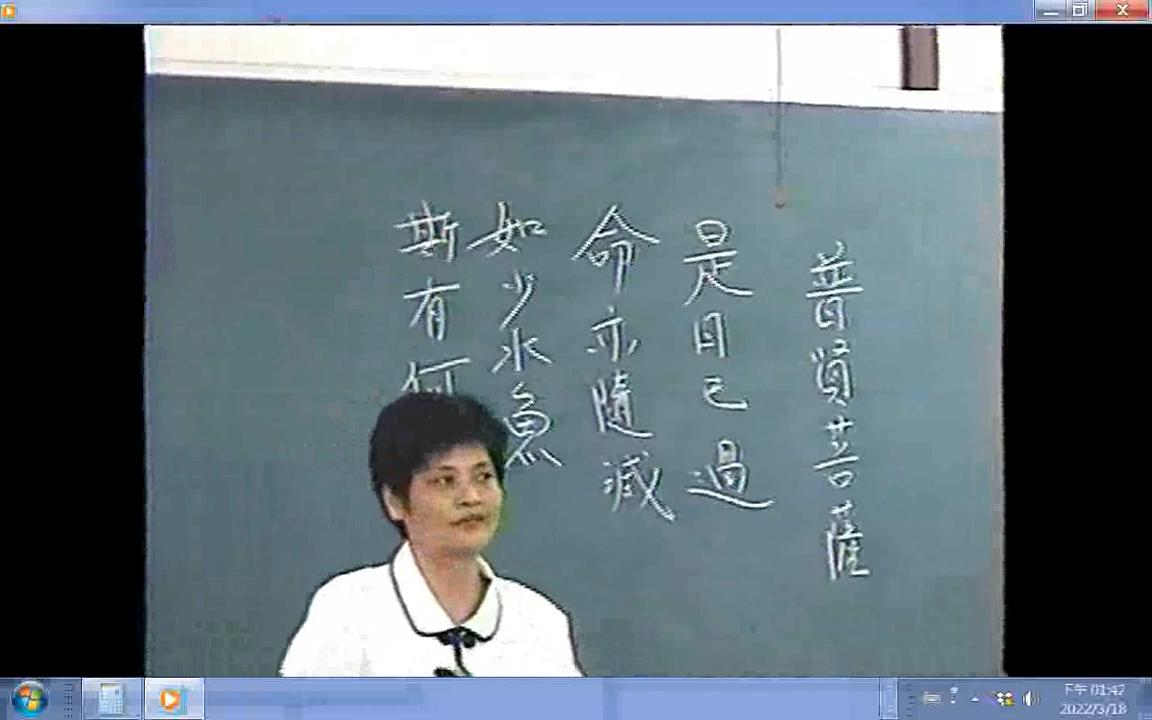 普賢菩薩
是日已過
命亦隨減
如少水魚
斯有何
下午 01:42
2022/3/18